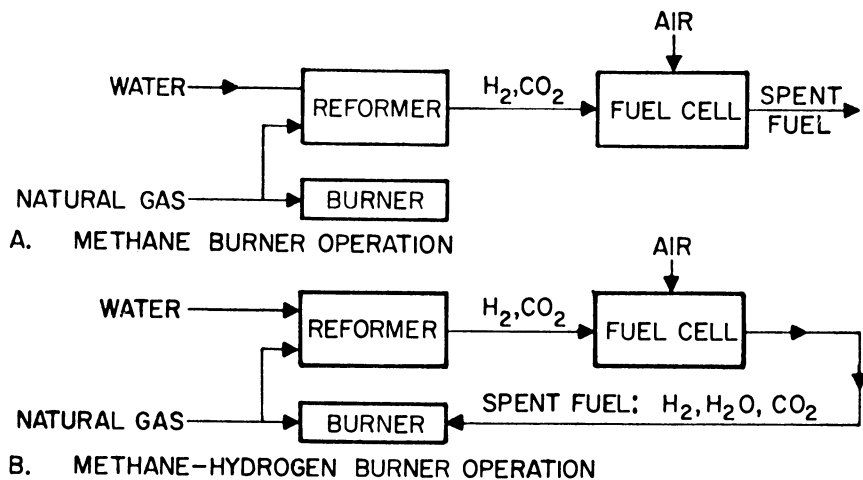 AIR
WATER
H2,CO2
REFORMER
FUEL CELL
SPENT
FUEL
NATURAL GAS
BURNER
A. METHANE BURNER OPERATION
AIR
WATER
H2,CO2
REFORMER
FUEL CELL
NATURAL GAS
BURNER
SPENT FUEL: H2, H2O, CO2
B. METHANE-HYDROGEN BURNER OPERATION